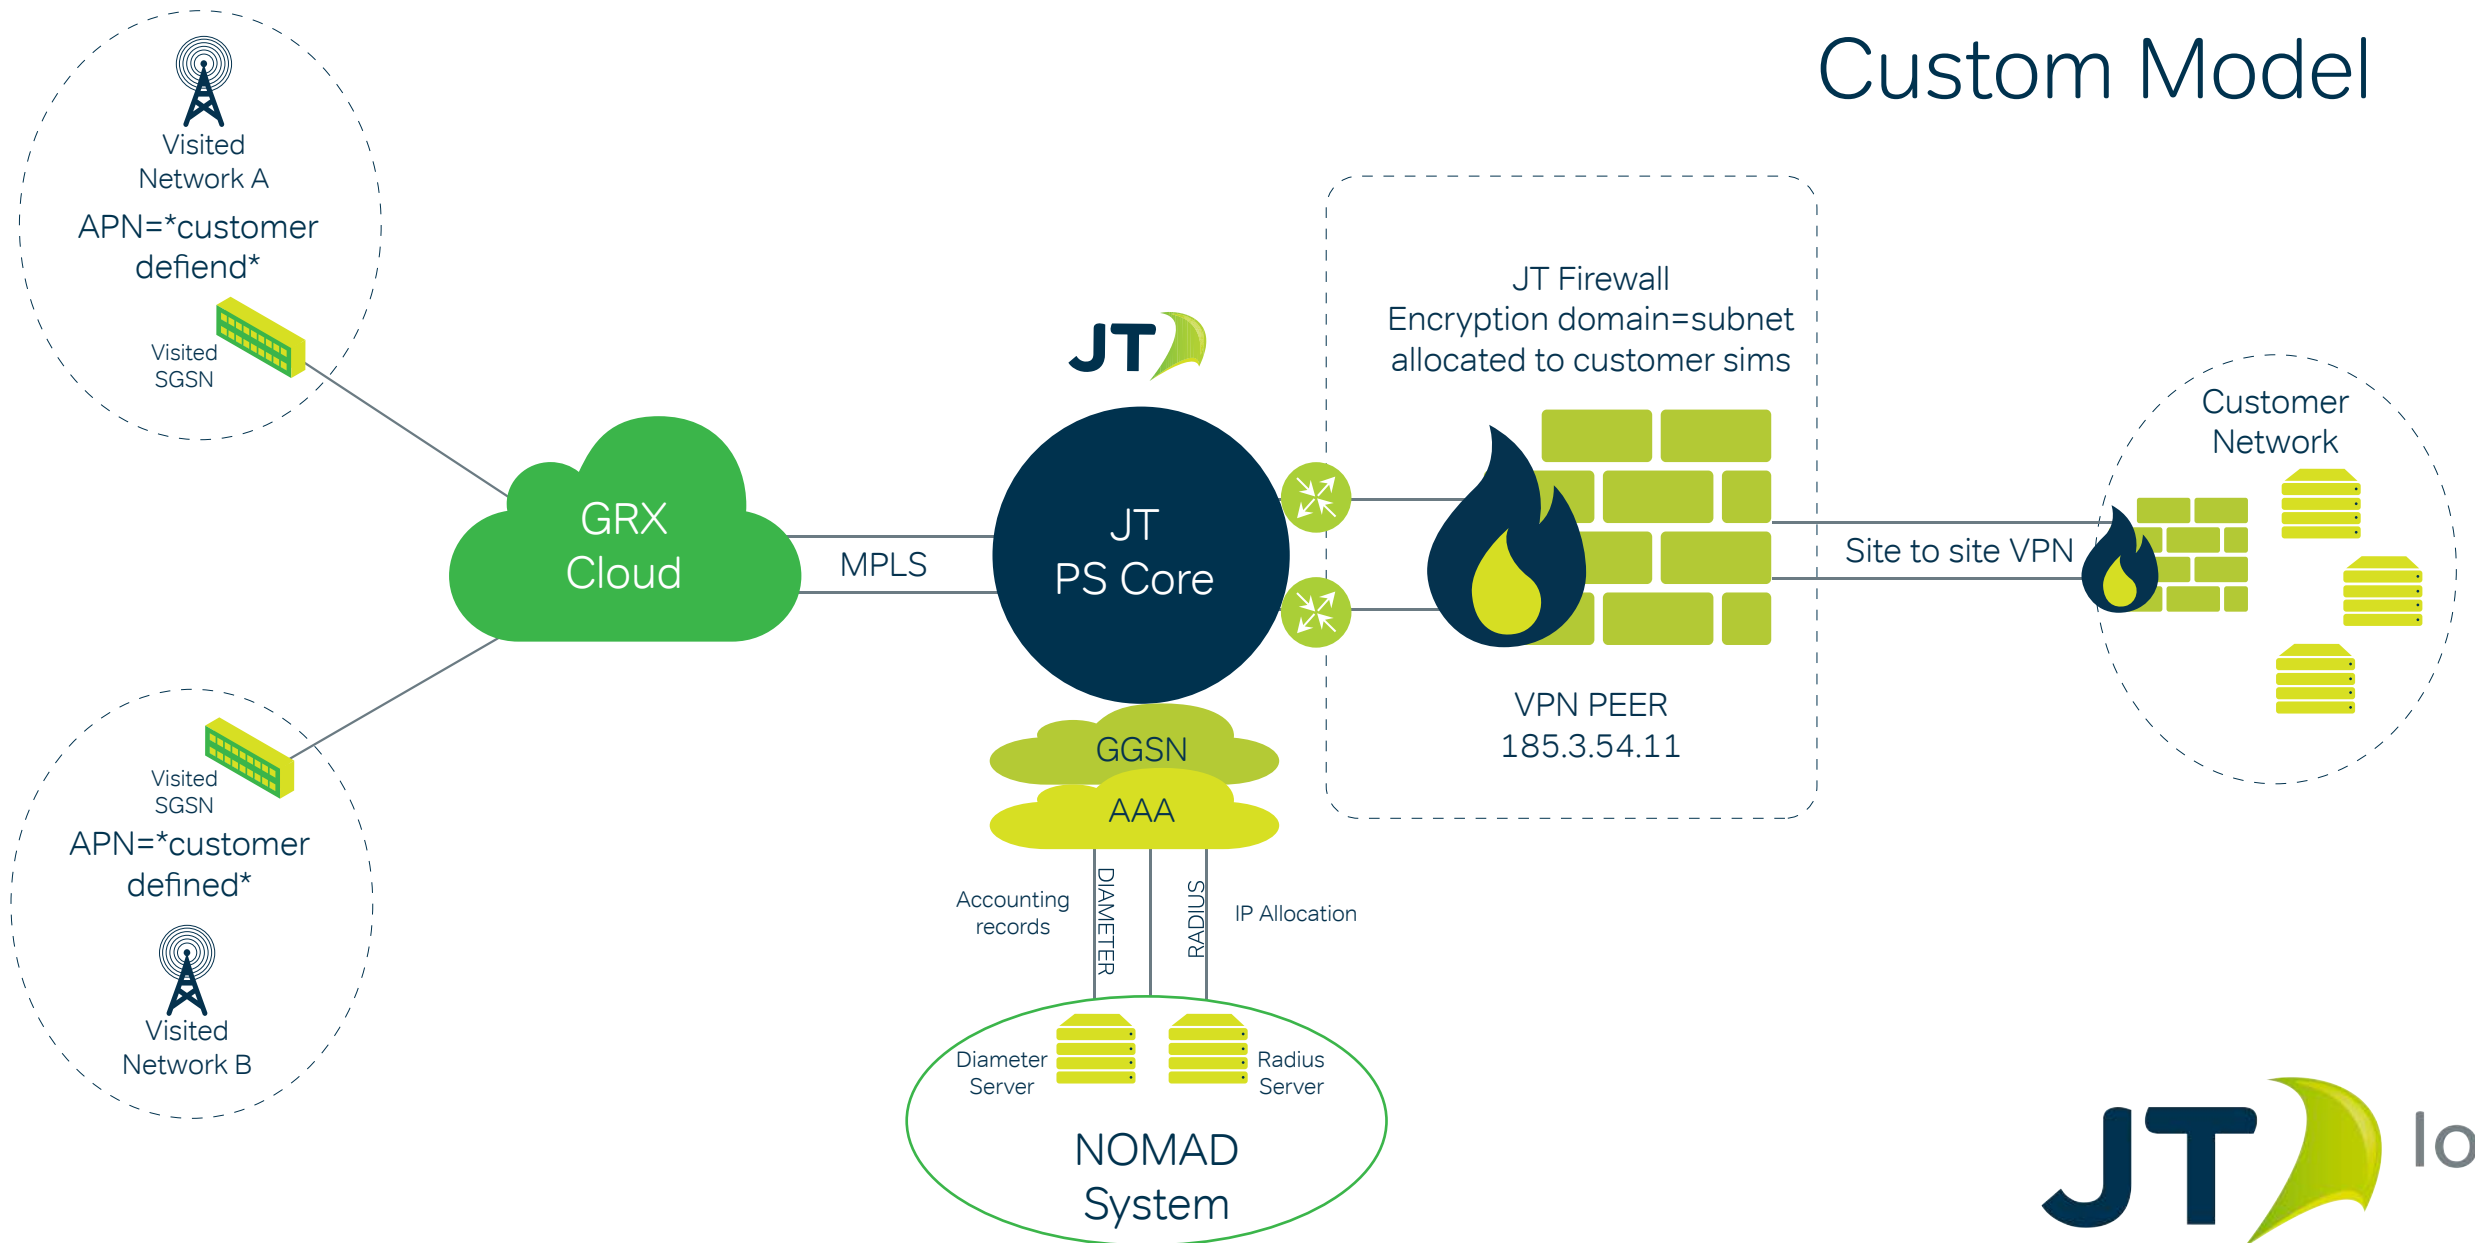 Custom Model
Visited
Network A
APN=*customer
defiend*
Visited
SGSN
GRX
Cloud
MPLS
JT
JT
PS Core
JT Firewall
Encryption domain=subnet
allocated to customer sims
VPN PEER
185.3.54.11
Site to site VPN
Customer
Network
Visited
SGSN
APN=*customer
defined*
Visited
Network B
GGSN
AAA
Accounting
records
DIAMETER
RADIUS
IP Allocation
Diameter
Server
Radius
Server
NOMAD
System
JT Io